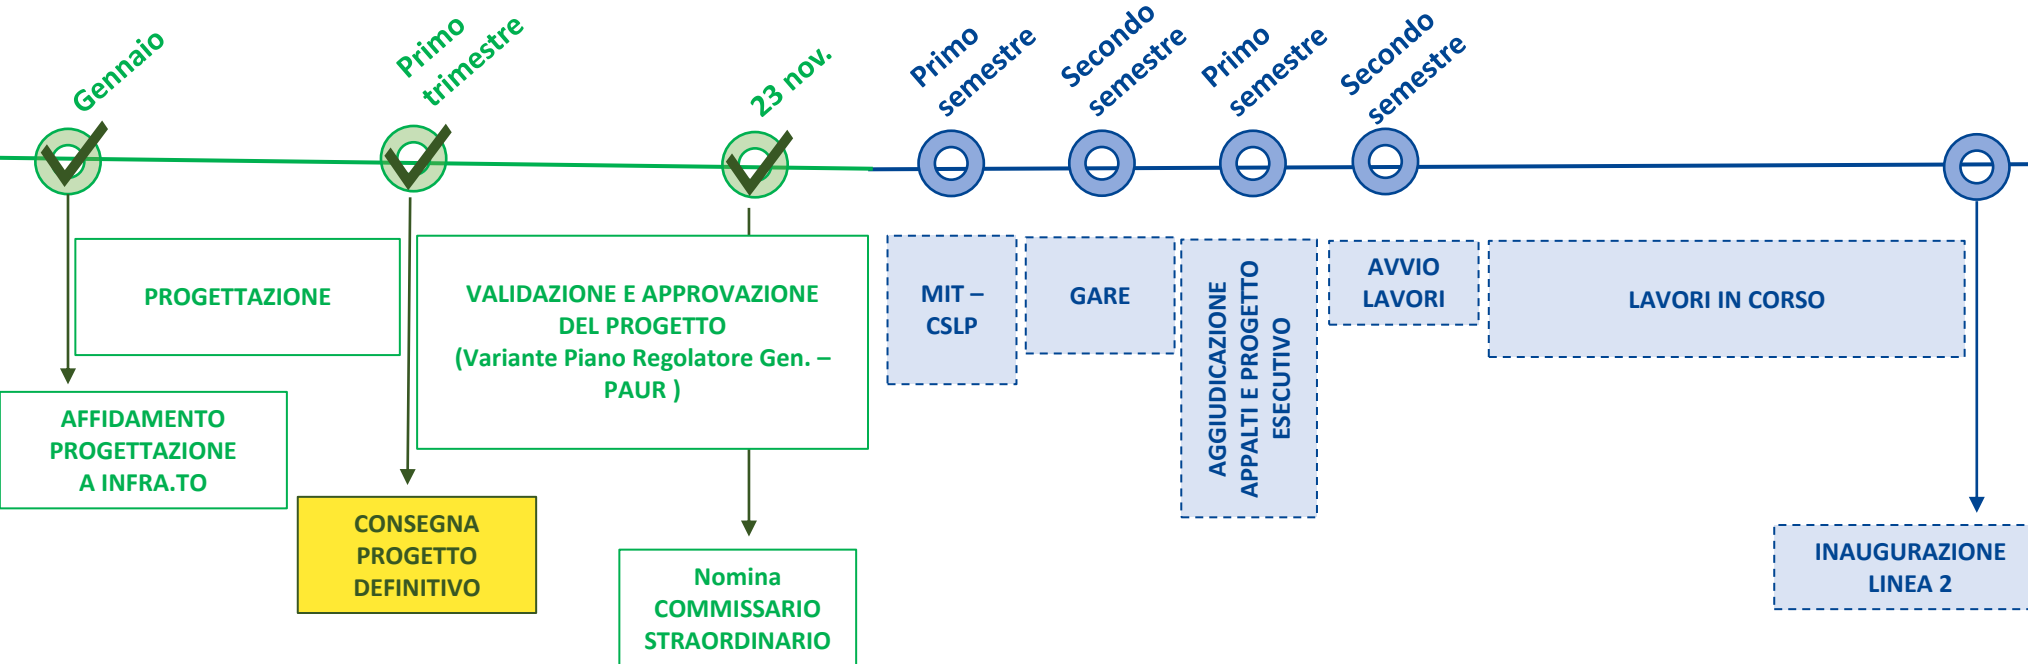 Gennaio
Primo
trimestre
23 nov.
Primo
semestre
Secondo
semestre
Primo
semestre
Secondo
semestre
PROGETTAZIONE
VALIDAZIONE E APPROVAZIONE
DEL PROGETTO
(Variante Piano Regolatore Gen. –
PAUR )
MIT –
CSLP
GARE
AGGIUDICAZIONE
APPALTI E PROGETTO
ESECUTIVO
AVVIO
LAVORI
LAVORI IN CORSO
AFFIDAMENTO
PROGETTAZIONE
A INFRA.TO
CONSEGNA
PROGETTO
DEFINITIVO
Nomina
COMMISSARIO
STRAORDINARIO
INAUGURAZIONE
LINEA 2